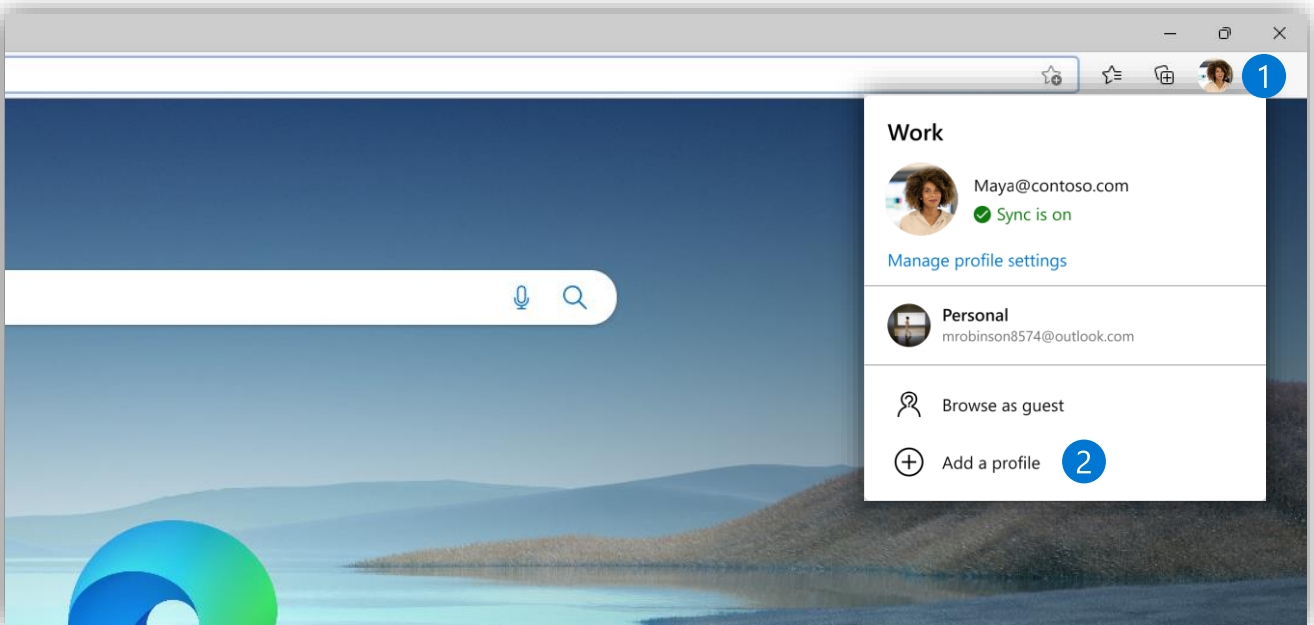 1
Work
Maya@contoso.com
Sync is on
Manage profile settings
Personal
mrobinson8574@outlook.com
Browse as guest
Add a profile 2